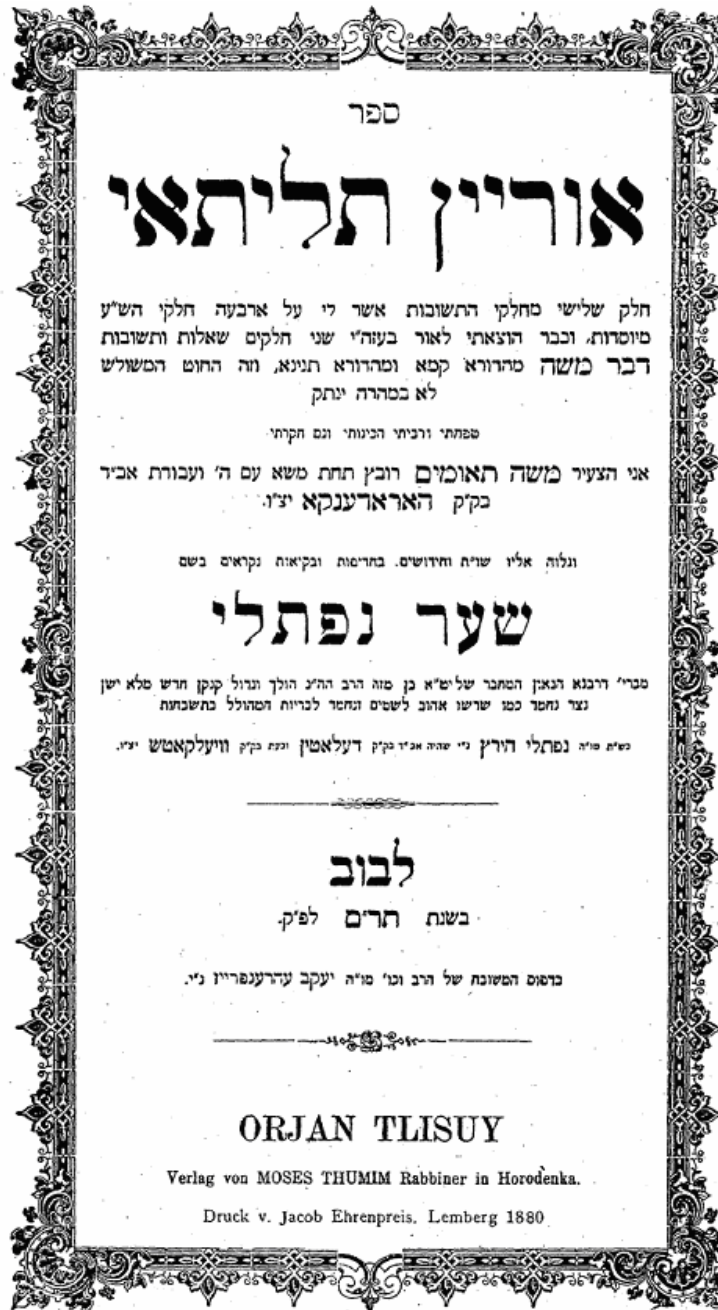 ספר
אוריין תליתאי
חלק שלישי מחלקי התשובות אשר לי על ארבעה חלקי הש"ע
מיוסדות, וכבר הוצאתי לאור בעזה"י שני חלקים שאלות ותשובות
דבר משה מהדורא קמא ומהדורא תנינא, וזה החוט המשולש
לא במהרה ינתק
טפחתי ורביתי הכינותי וגם חקרתי
אני הצעיר משה תאומים רובץ תחת משא עם ה' ועבודת אב"ד
בק"ק האראדענקא יצ"ו.
ונלוה אליו שו"ת וחידושים. בחריפות ובקיאות נקראים בשם
שער נפתלי
מברי' דרבנא הגאון המחבר שליט"א בן מזה הרב הה"ג הולך וגדול קנקן חדש מלא ישן
נצר נחמד כמו שרשו אהוב לשמים ונחמד לבריות המהולל בתשבחות
כש"ת מו"ה נפתלי הירץ נ"י שהיה אב"ד בק"ק דעלאטין וכעת בק"ק וויעלקאטש יצ"ו.
לבוב
בשנת תר"ם לפ"ק.
בדפוס המשובח של הרב וכו' מו"ה יעקב עהרענפרייז נ"י.
ORJAN TLISUY
Verlag von MOSES THUMIM Rabbiner in Horodenka.
Druck v. Jacob Ehrenpreis, Lemberg 1880